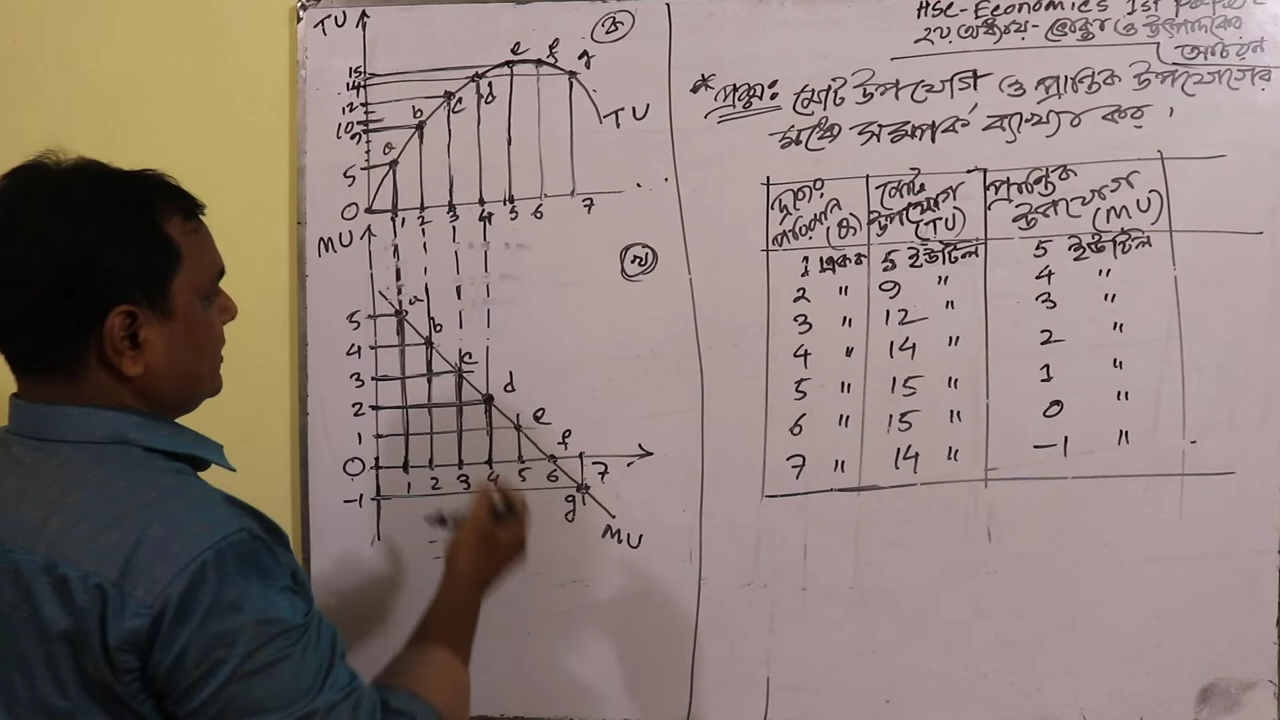 HSC-Economics 1st Paper
২য় অধ্যায়- ভোক্তা ও উৎপাদকের
আচরণ
*প্রশ্ন: মোট উপযোগ ও প্রান্তিক উপযোগের
মধ্যে সম্পর্ক ব্যাখ্যা কর।
TU
ক
15
14
12
10
9
5
0
a
b
c
d
e
f
g
TU
1 2 3 4 5 6 7
MU
খ
5
4
3
2
1
0
-1
a
b
c
d
e
f
g
1 2 3 4 5 6 7
MU
দ্রব্যের পরিমাণ মোট উপযোগ (TU) প্রান্তিক উপযোগ (MU)
1 একক 5 ইউটিল 5 ইউটিল
2 " 9 " 4 "
3 " 12 " 3 "
4 " 14 " 2 "
5 " 15 " 1 "
6 " 15 " 0 "
7 " 14 " -1 "